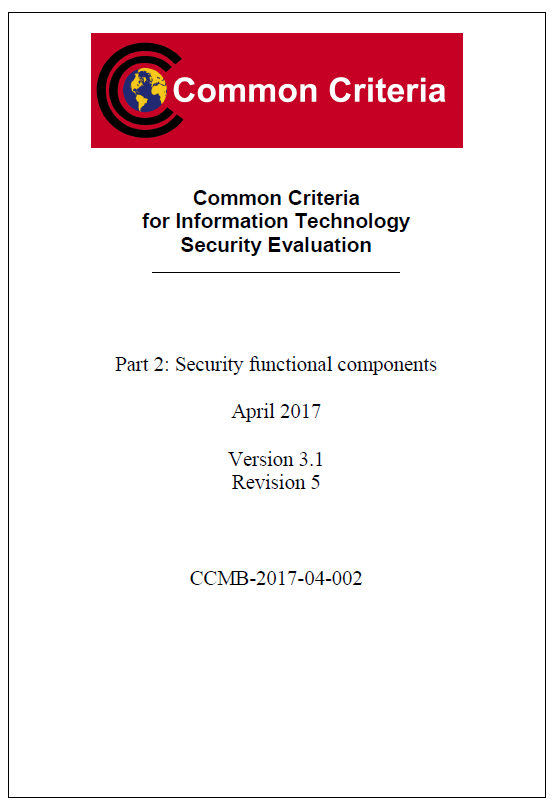 Common Criteria
Common Criteria
for Information Technology
Security Evaluation
Part 2: Security functional components
April 2017
Version 3.1
Revision 5
CCMB-2017-04-002